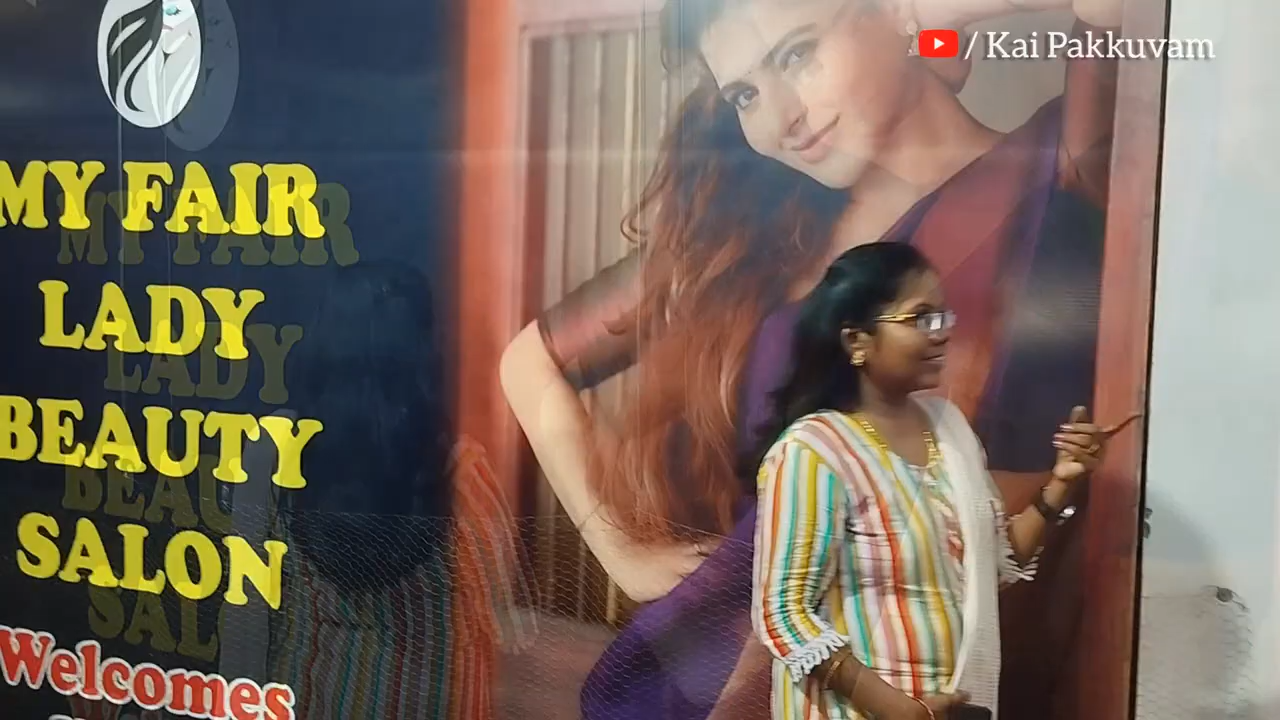 / Kai Pakkuvam
MY FAIR
LADY
BEAUTY
SALON
Welcomes